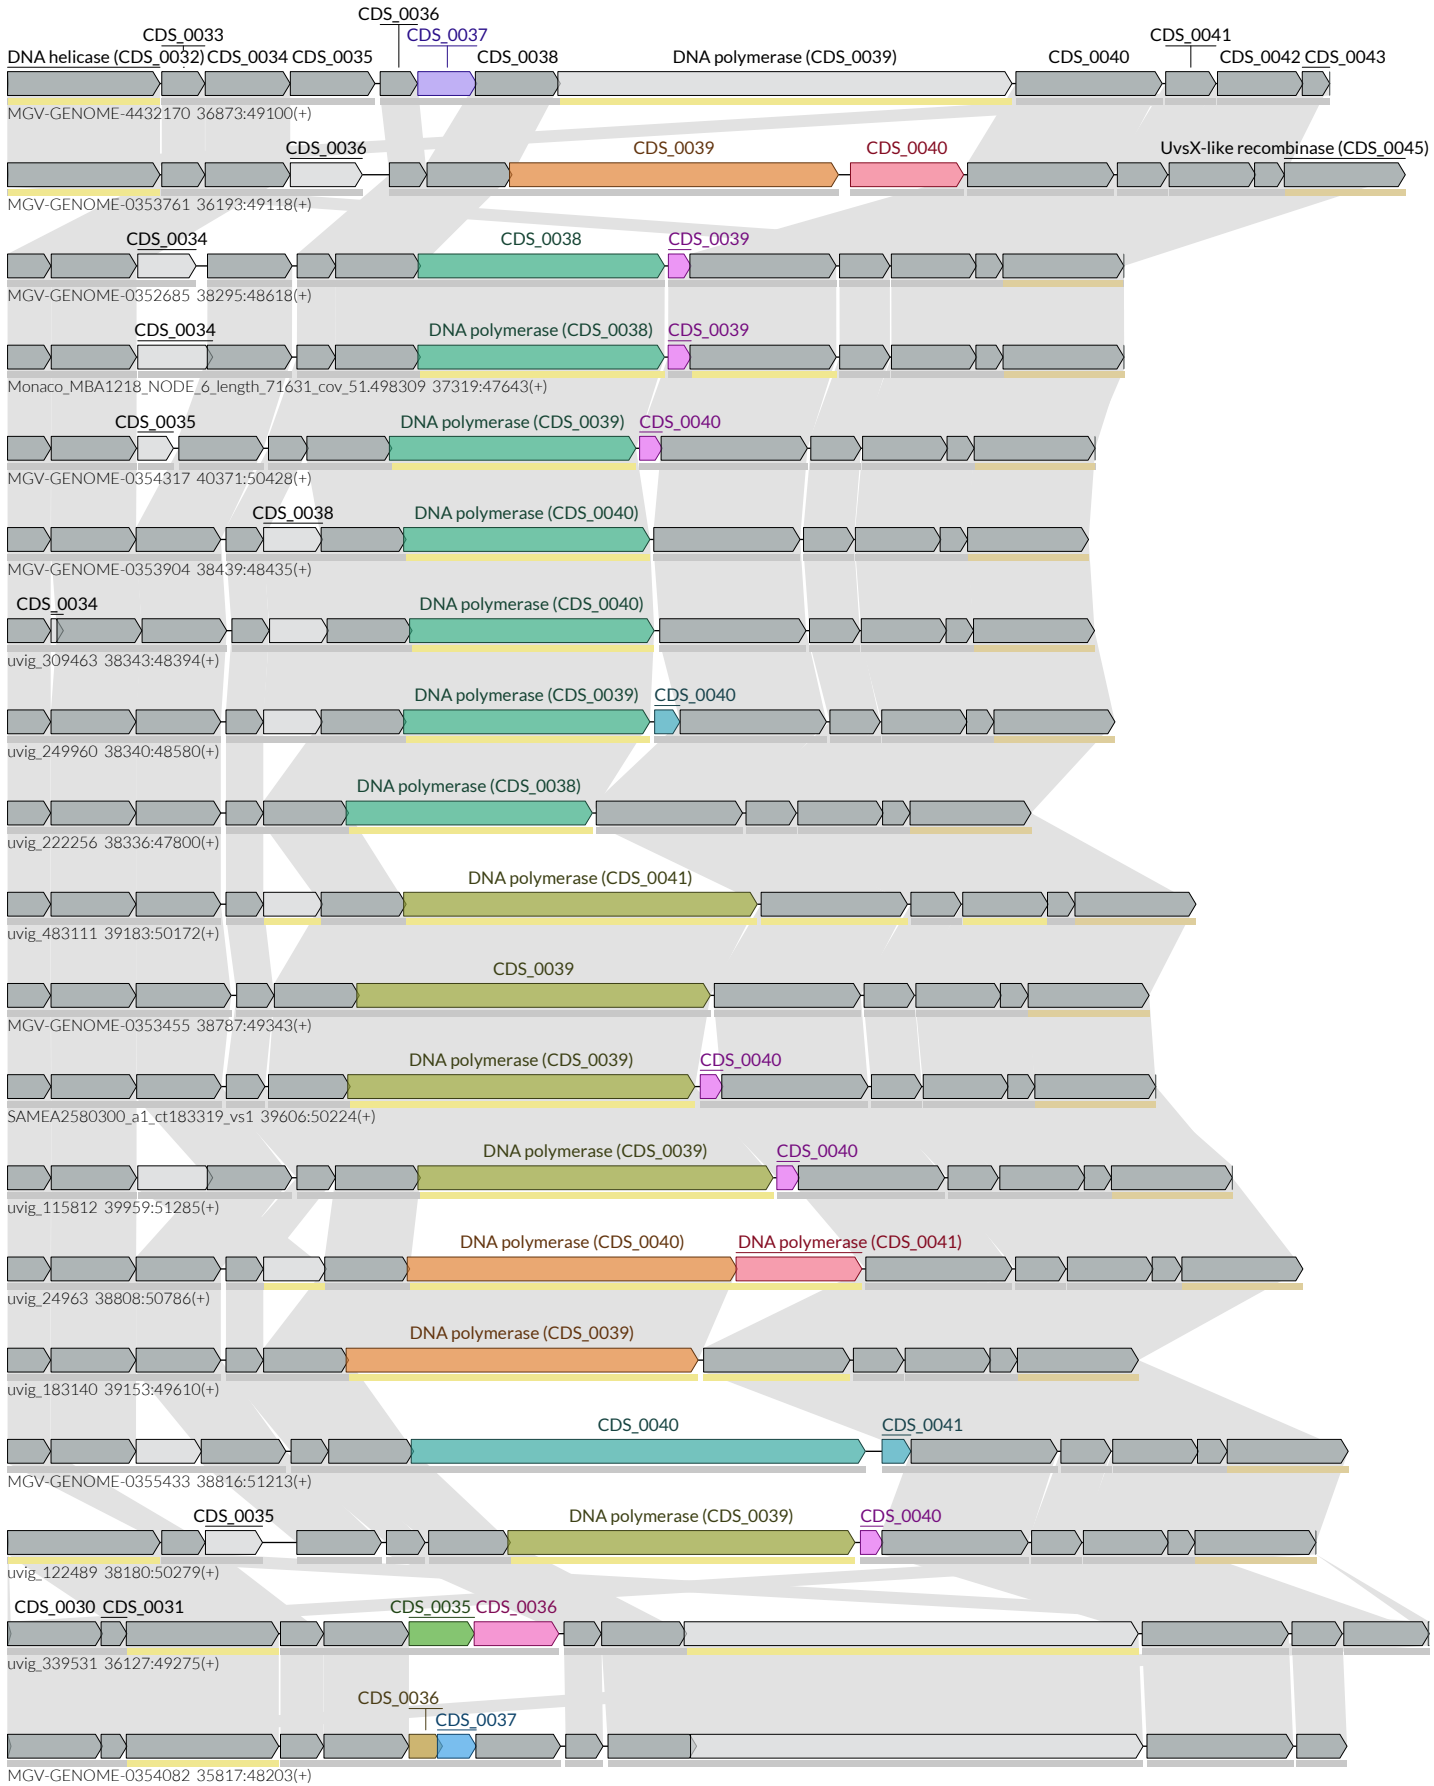 CDS_0036
CDS_0033 CDS_0037 CDS_0041
DNA helicase (CDS_0032) CDS_0034 CDS_0035 CDS_0038 DNA polymerase (CDS_0039) CDS_0040 CDS_0042 CDS_0043
MGV-GENOME-4432170 36873:49100(+)
CDS_0036 CDS_0039 CDS_0040 UvsX-like recombinase (CDS_0045)
MGV-GENOME-0353761 36193:49118(+)
CDS_0034 CDS_0038 CDS_0039
MGV-GENOME-0352685 38295:48618(+)
CDS_0034 DNA polymerase (CDS_0038) CDS_0039
Monaco_MBA1218_NODE_6_length_71631_cov_51.498309 37319:47643(+)
CDS_0035 DNA polymerase (CDS_0039) CDS_0040
MGV-GENOME-0354317 40371:50428(+)
CDS_0038 DNA polymerase (CDS_0040)
MGV-GENOME-0353904 38439:48435(+)
CDS_0034 DNA polymerase (CDS_0040)
uvig_309463 38343:48394(+)
DNA polymerase (CDS_0039) CDS_0040
uvig_249960 38340:48580(+)
DNA polymerase (CDS_0038)
uvig_222256 38336:47800(+)
DNA polymerase (CDS_0041)
uvig_483111 39183:50172(+)
CDS_0039
MGV-GENOME-0353455 38787:49343(+)
DNA polymerase (CDS_0039) CDS_0040
SAMEA2580300_a1_ct183319_vs1 39606:50224(+)
DNA polymerase (CDS_0039) CDS_0040
uvig_115812 39959:51285(+)
DNA polymerase (CDS_0040) DNA polymerase (CDS_0041)
uvig_24963 38808:50786(+)
DNA polymerase (CDS_0039)
uvig_183140 39153:49610(+)
CDS_0040 CDS_0041
MGV-GENOME-0355433 38816:51213(+)
CDS_0035 DNA polymerase (CDS_0039) CDS_0040
uvig_122489 38180:50279(+)
CDS_0030 CDS_0031 CDS_0035 CDS_0036
uvig_339531 36127:49275(+)
CDS_0036
CDS_0037
MGV-GENOME-0354082 35817:48203(+)